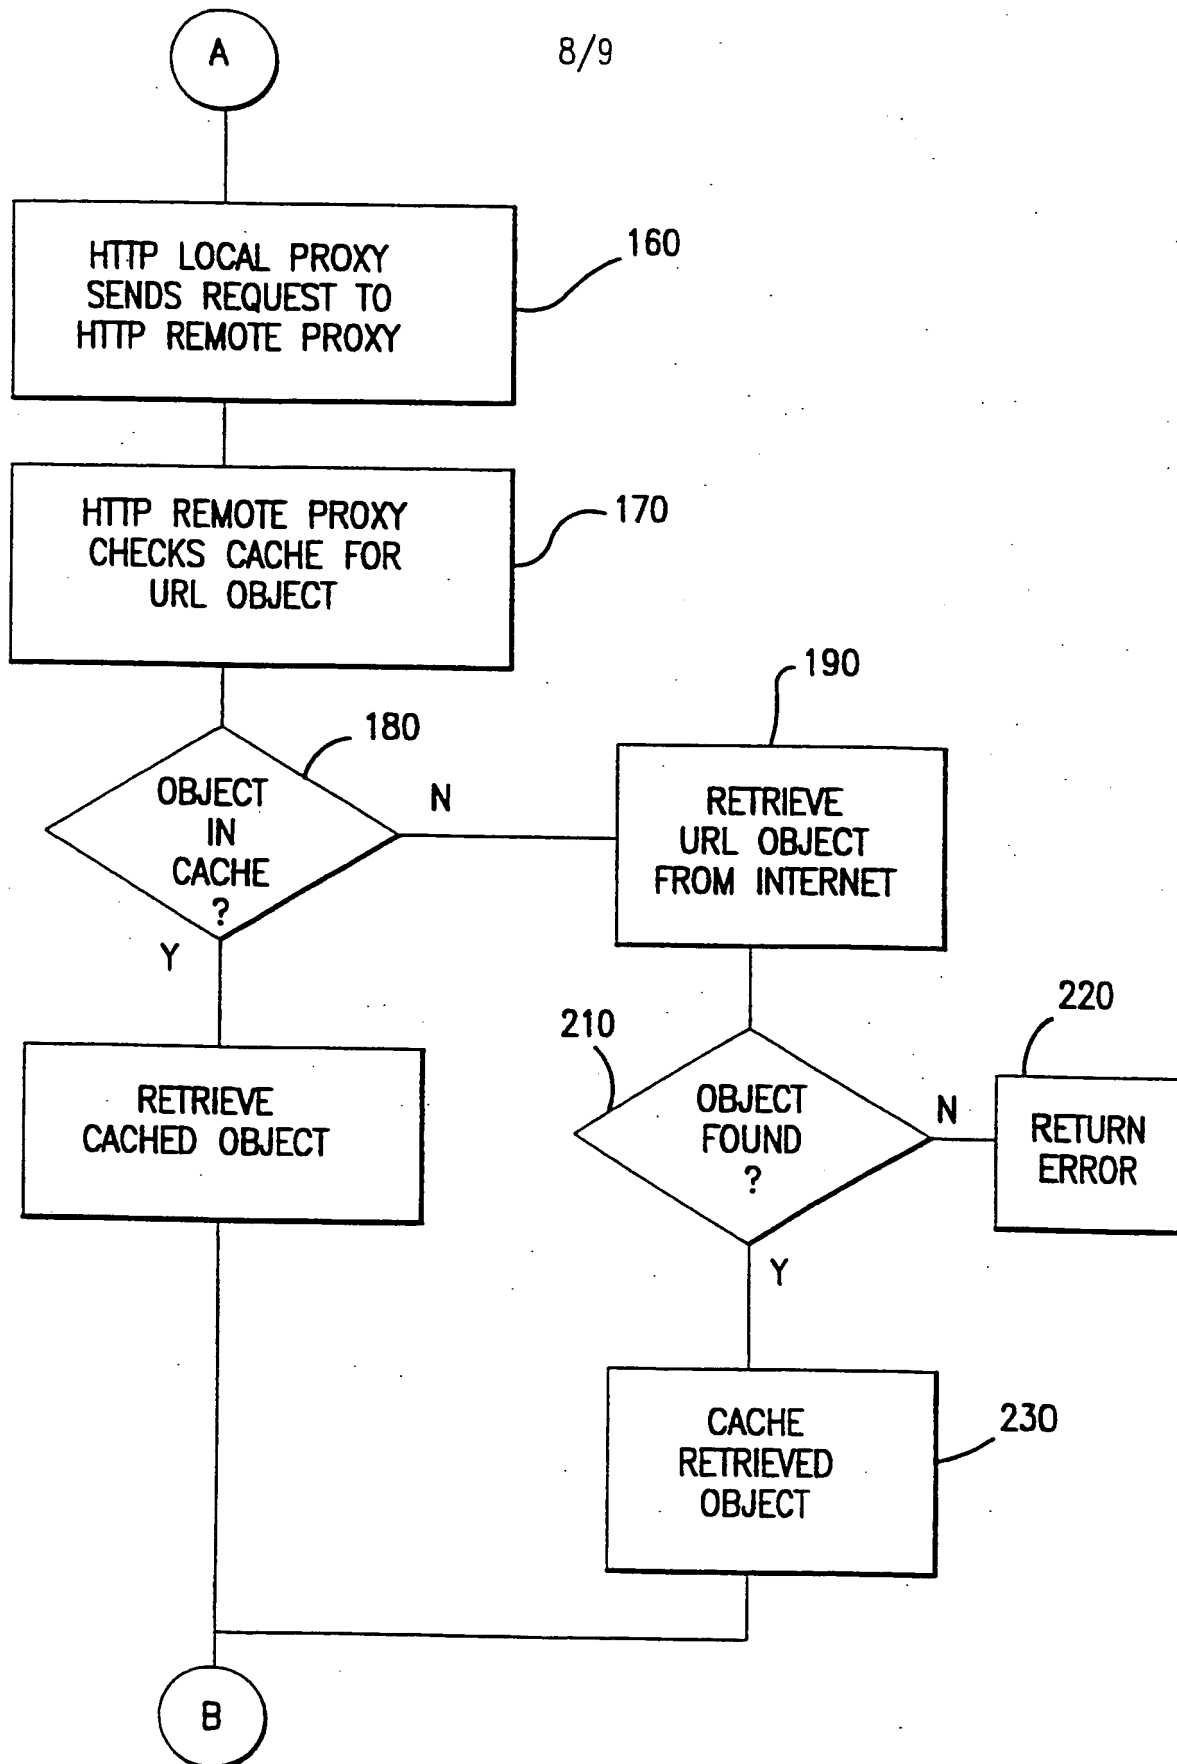 A
8/9
HTTP LOCAL PROXY
SENDS REQUEST TO
HTTP REMOTE PROXY
160
HTTP REMOTE PROXY
CHECKS CACHE FOR
URL OBJECT
170
180
OBJECT
IN
CACHE
?
N
Y
190
RETRIEVE
URL OBJECT
FROM INTERNET
RETRIEVE
CACHED OBJECT
210
OBJECT
FOUND
?
N
Y
220
RETURN
ERROR
CACHE
RETRIEVED
OBJECT
230
B